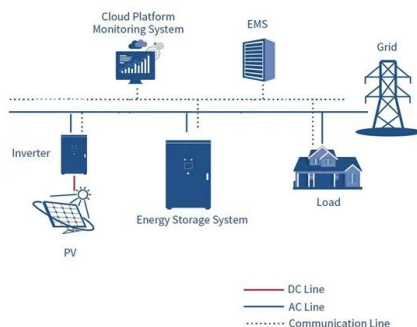 Cloud Platform
Monitoring System
EMS
Grid
Inverter
Energy Storage System
Load
PV
DC Line
AC Line
Communication Line